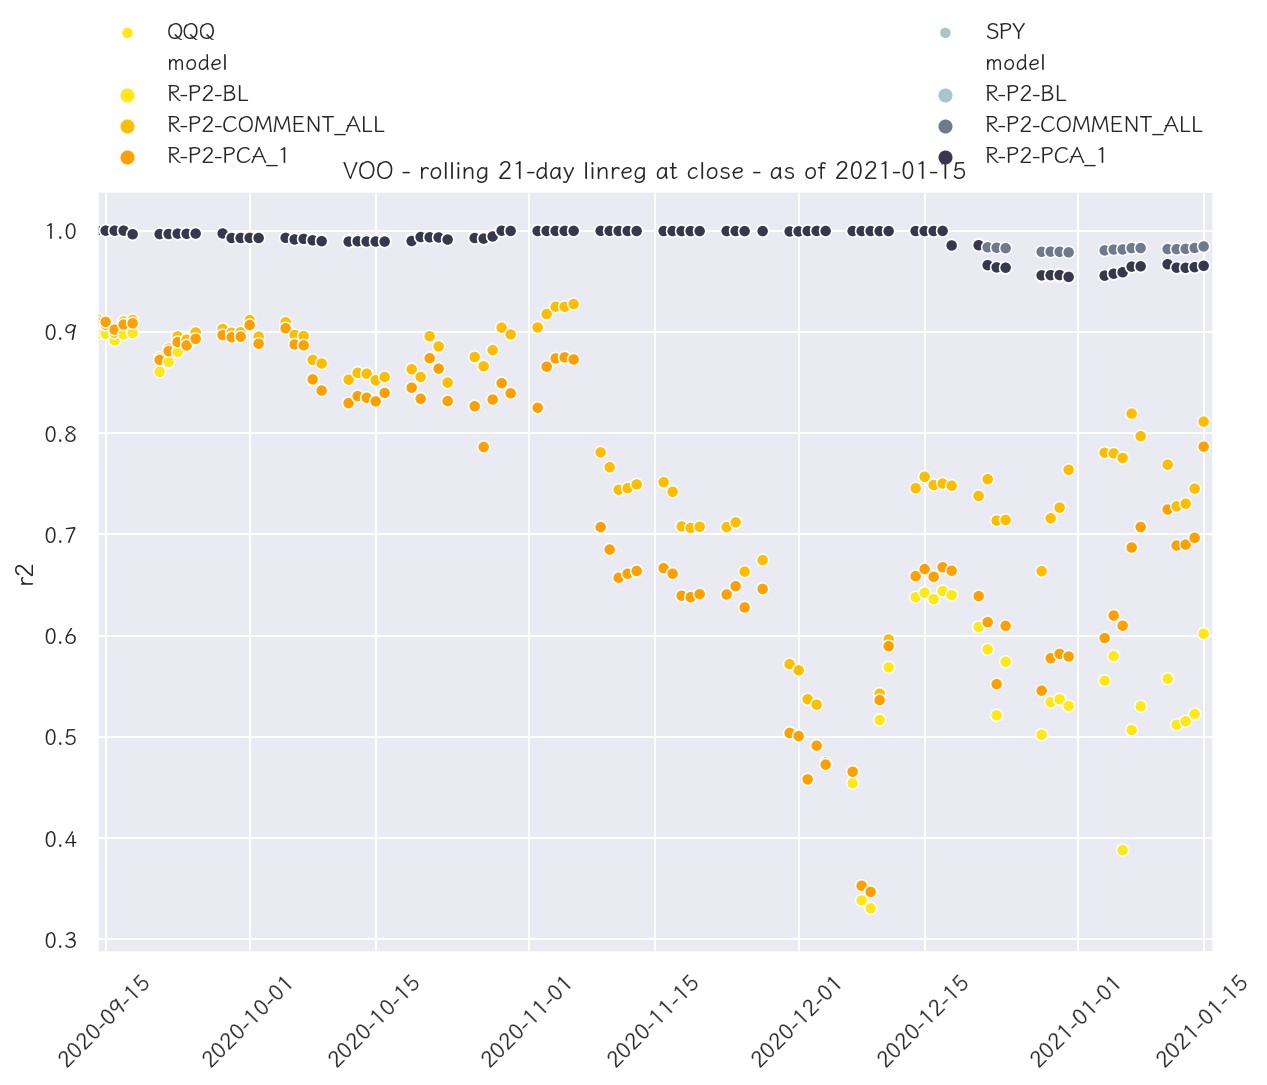 QQQ
model
R-P2-BL
R-P2-COMMENT_ALL
R-P2-PCA_1
SPY
model
R-P2-BL
R-P2-COMMENT_ALL
R-P2-PCA_1
VOO - rolling 21-day linreg at close - as of 2021-01-15
1.0
0.9
0.8
0.7
0.6
0.5
0.4
0.3
r2
2020-09-15
2020-10-01
2020-10-15
2020-11-01
2020-11-15
2020-12-01
2020-12-15
2021-01-01
2021-01-15